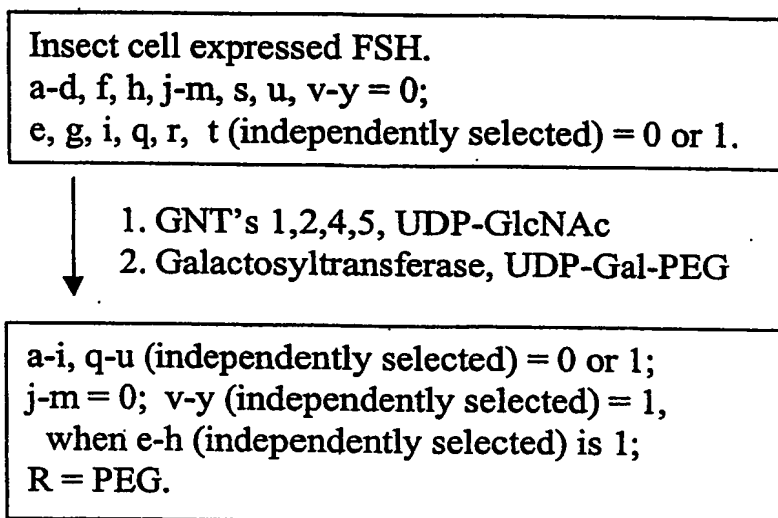 Insect cell expressed FSH.
a-d, f, h, j-m, s, u, v-y = 0;
e, g, i, q, r, t (independently selected) = 0 or 1.
1. GNT's 1,2,4,5, UDP-GlcNAc
2. Galactosyltransferase, UDP-Gal-PEG
a-i, q-u (independently selected) = 0 or 1;
j-m = 0; v-y (independently selected) = 1,
when e-h (independently selected) is 1;
R = PEG.